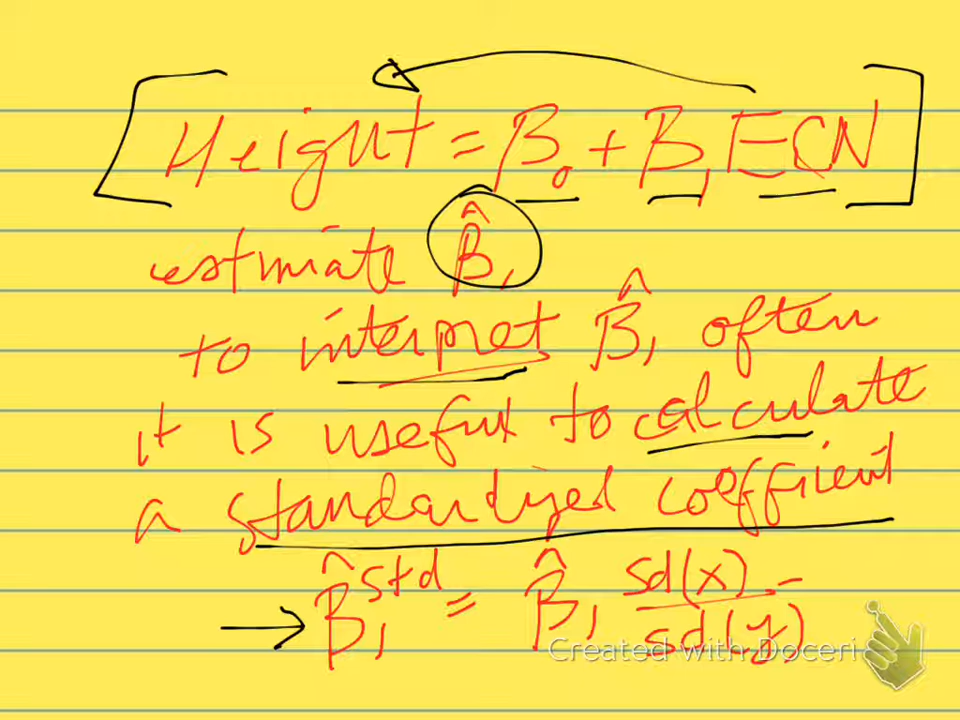 Height = β₀ + β₁ ECN
estimate β̂₁
to interpret β̂₁ often
it is useful to calculate
a standardized coefficient
β̂₁ˢᵗᵈ = β̂₁ sd(x) / sd(y)
Created with Doceri